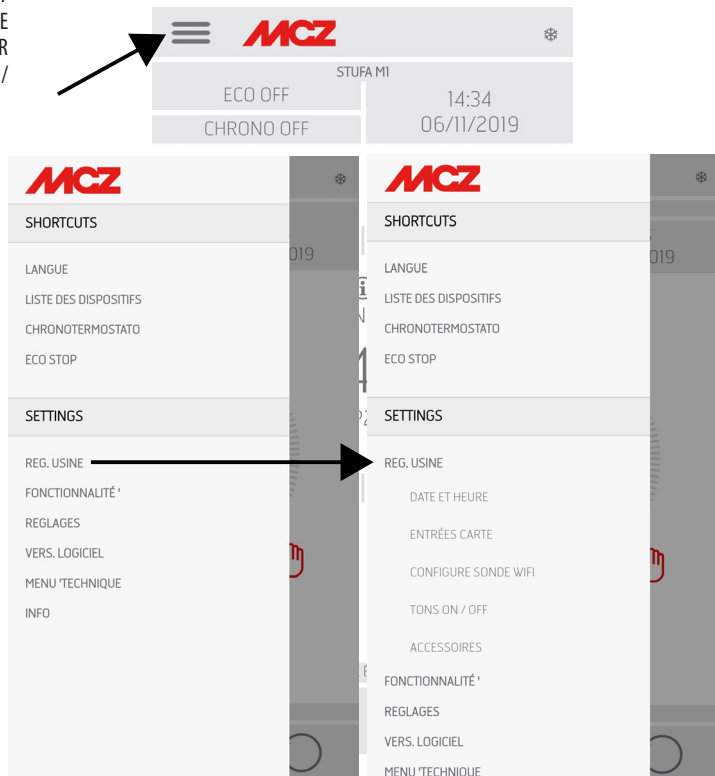 E
R
/
MCZ
STUFA M1
ECO OFF
14:34
CHRONO OFF
06/11/2019
MCZ
SHORTCUTS
019
LANGUE
LISTE DES DISPOSITIFS
CHRONOTERMOSTATO
ECO STOP
SETTINGS
REG. USINE
FONCTIONNALITÉ '
REGLAGES
VERS. LOGICIEL
MENU 'TECHNIQUE
INFO
MCZ
SHORTCUTS
019
LANGUE
LISTE DES DISPOSITIFS
CHRONOTERMOSTATO
ECO STOP
SETTINGS
REG. USINE
DATE ET HEURE
ENTRÉES CARTE
CONFIGURE SONDE WIFI
TONS ON / OFF
ACCESSOIRES
FONCTIONNALITÉ '
REGLAGES
VERS. LOGICIEL
MENU 'TECHNIQUE